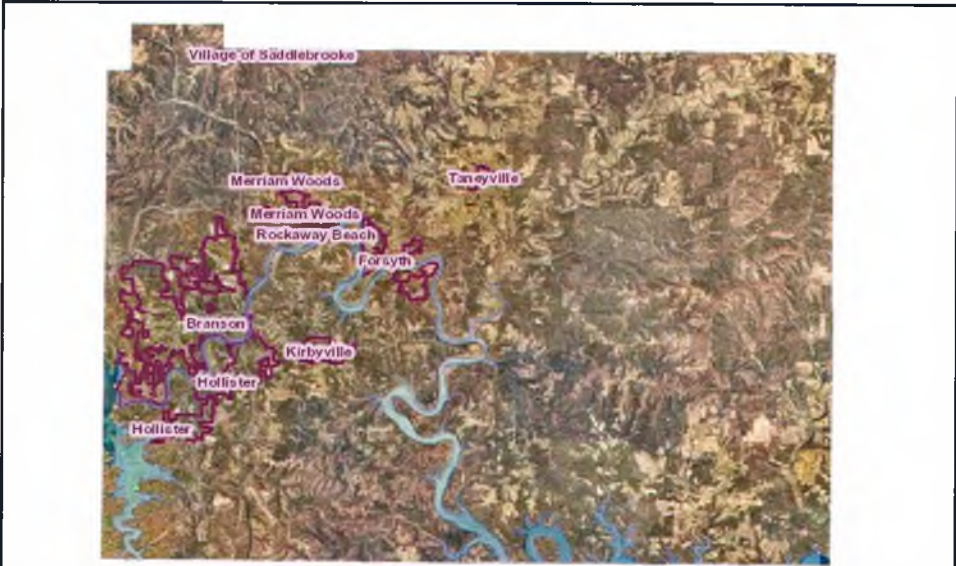 Village of Saddlebrooke
Merriam Woods
Taneyville
Merriam Woods
Rockaway Beach
Forsyth
Branson
Kirbyville
Hollister
Hollister